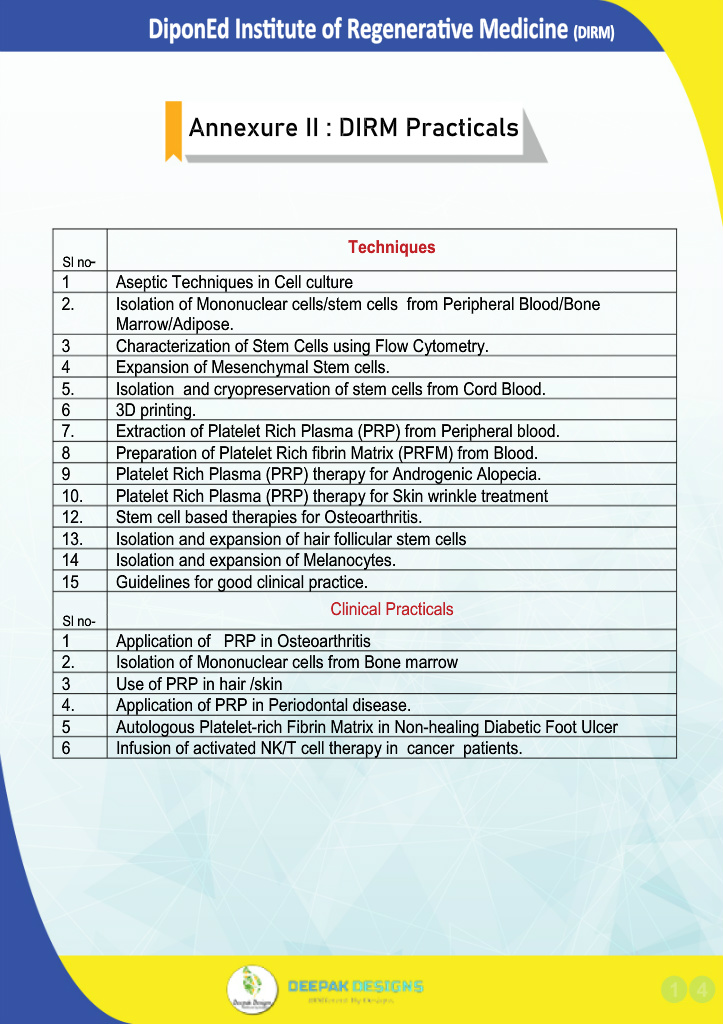 DiponEd Institute of Regenerative Medicine (DIRM)
Annexure II : DIRM Practicals
Sl no- Techniques
1 Aseptic Techniques in Cell culture
2. Isolation of Mononuclear cells/stem cells from Peripheral Blood/Bone
Marrow/Adipose.
3 Characterization of Stem Cells using Flow Cytometry.
4 Expansion of Mesenchymal Stem cells.
5. Isolation and cryopreservation of stem cells from Cord Blood.
6 3D printing.
7. Extraction of Platelet Rich Plasma (PRP) from Peripheral blood.
8 Preparation of Platelet Rich fibrin Matrix (PRFM) from Blood.
9 Platelet Rich Plasma (PRP) therapy for Androgenic Alopecia.
10. Platelet Rich Plasma (PRP) therapy for Skin wrinkle treatment
12. Stem cell based therapies for Osteoarthritis.
13. Isolation and expansion of hair follicular stem cells
14 Isolation and expansion of Melanocytes.
15 Guidelines for good clinical practice.
Sl no- Clinical Practicals
1 Application of PRP in Osteoarthritis
2. Isolation of Mononuclear cells from Bone marrow
3 Use of PRP in hair /skin
4. Application of PRP in Periodontal disease.
5 Autologous Platelet-rich Fibrin Matrix in Non-healing Diabetic Foot Ulcer
6 Infusion of activated NK/T cell therapy in cancer patients.
Deepak Designs
DEEPAK DESIGNS
By Designs
1 4